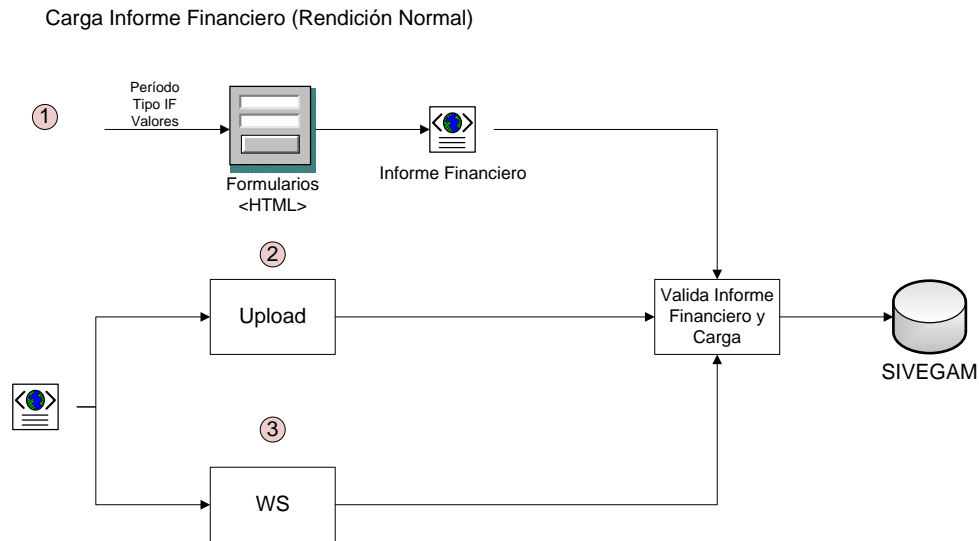 Carga Informe Financiero (Rendición Normal)
1
Período
Tipo IF
Valores
Formularios
<HTML>
Informe Financiero
2
Upload
Valida Informe
Financiero y
Carga
SIVEGAM
3
WS